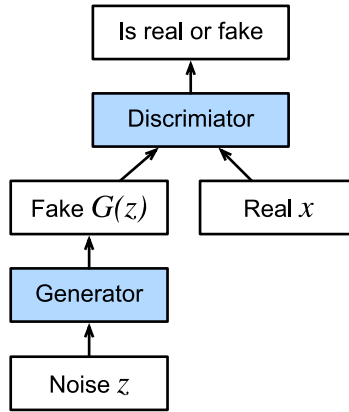 Is real or fake
Discrimiator
Fake G(z)
Real x
Generator
Noise z